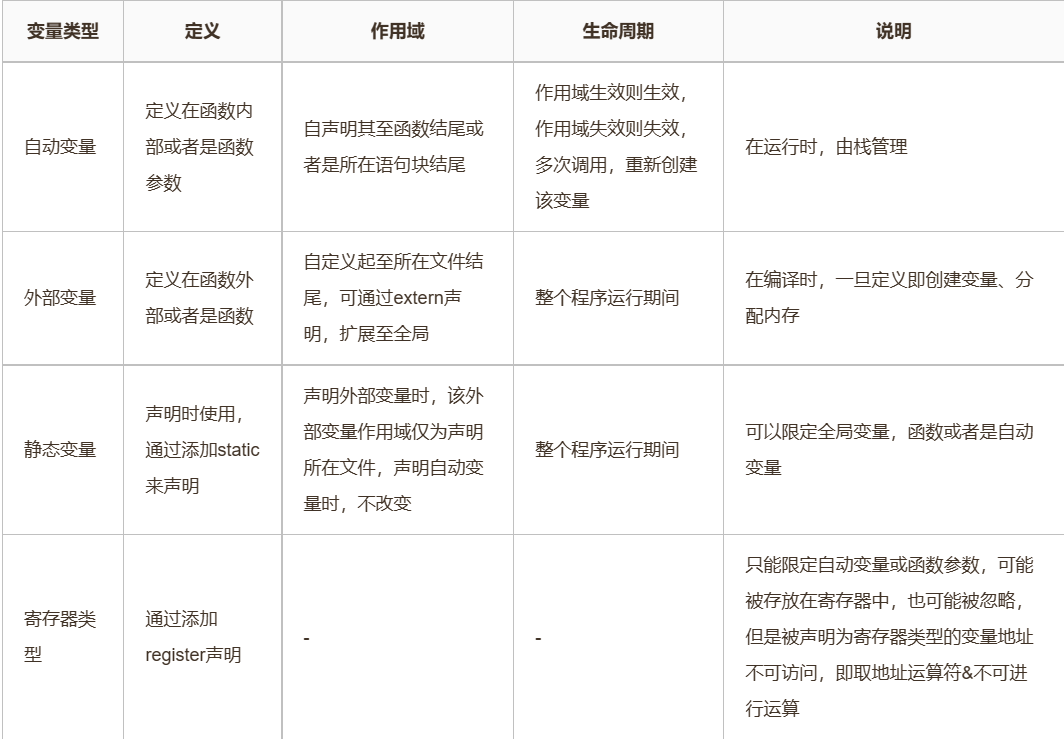 变量类型
定义
作用域
生命周期
说明
自动变量
定义在函数内
部或者是函数
参数
自声明其至函数结尾或
者是所在语句块结尾
作用域生效则生效，
作用域失效则失效，
多次调用，重新创建
该变量
在运行时，由栈管理
外部变量
定义在函数外
部或者是函数
自定义起至所在文件结
尾，可通过extern声
明，扩展至全局
整个程序运行期间
在编译时，一旦定义即创建变量、分
配内存
静态变量
声明时使用，
通过添加static
来声明
声明外部变量时，该外
部变量作用域仅为声明
所在文件，声明自动变
量时，不改变
整个程序运行期间
可以限定全局变量，函数或者是自动
变量
寄存器类
型
通过添加
register声明
-
-
只能限定自动变量或函数参数，可能
被存放在寄存器中，也可能被忽略，
但是被声明为寄存器类型的变量地址
不可访问，即取地址运算符&不可进
行运算